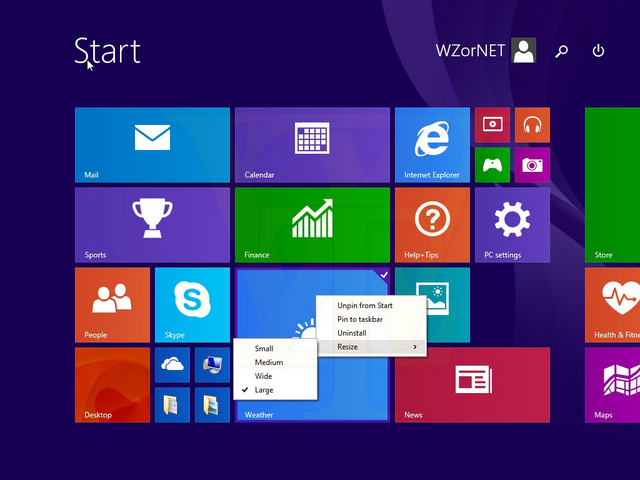 Start
WZorNET
Mail
Calendar
Internet Explorer
Sports
Finance
Help+Tips
PC settings
Store
People
Skype
Unpin from Start
Pin to taskbar
Uninstall
Resize
Small
Medium
Wide
Large
Health & Fitne
Desktop
Weather
News
Maps